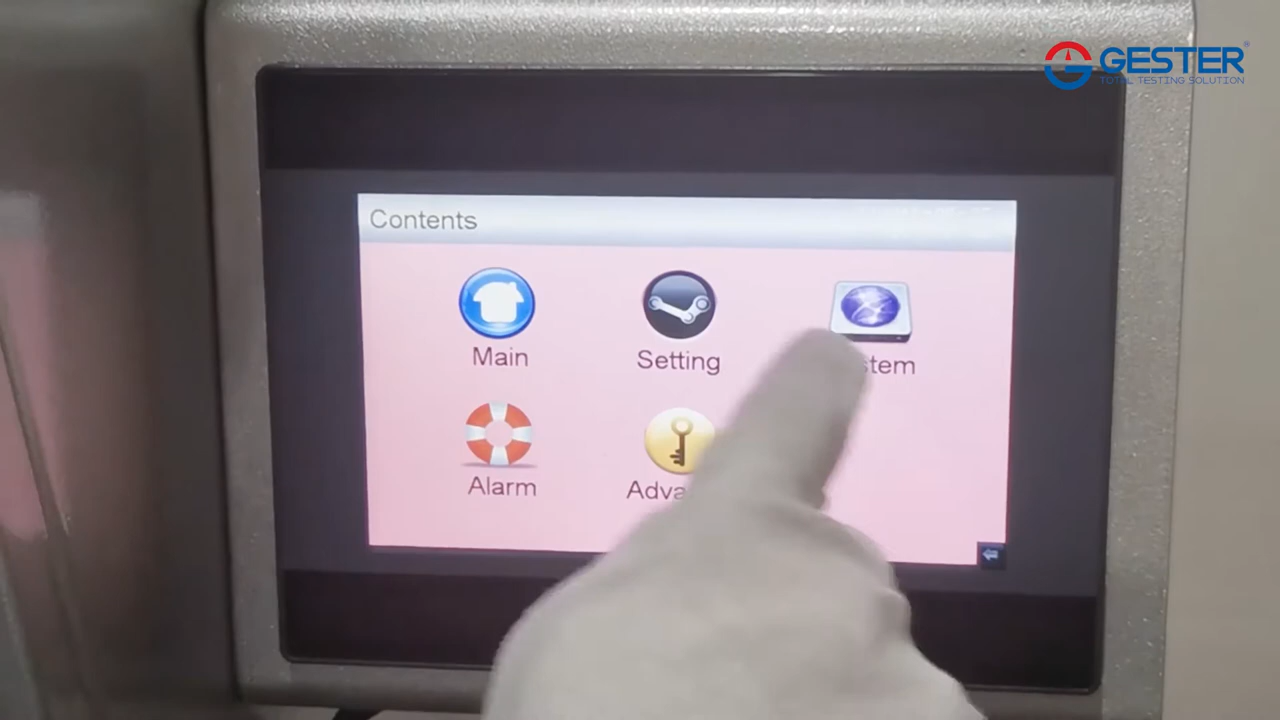 GESTER
TOTAL TESTING SOLUTION
Contents
Main
Setting
stem
Alarm
Adva